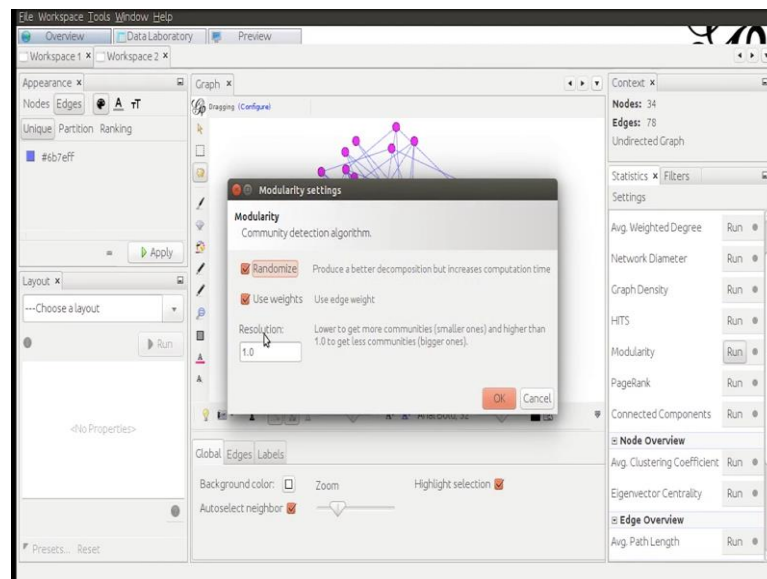 File Workspace Tools Window Help
Overview Data Laboratory Preview
Workspace 1 × Workspace 2 ×
Appearance ×
Nodes Edges A тT
Unique Partition Ranking
#6b7eff
Apply
Layout ×
---Choose a layout
Run
<No Properties>
Presets... Reset
Graph ×
Dragging (Configure)
Modularity settings
Modularity
Community detection algorithm.
Randomize Produce a better decomposition but increases computation time
Use weights Use edge weight
Resolution: Lower to get more communities (smaller ones) and higher than
1.0 to get less communities (bigger ones).
1.0
OK Cancel
Global Edges Labels
Background color: Zoom Highlight selection
Autoselect neighbor
Context ×
Nodes: 34
Edges: 78
Undirected Graph
Statistics × Filters
Settings
Avg. Weighted Degree Run
Network Diameter Run
Graph Density Run
HITS Run
Modularity Run
PageRank Run
Connected Components Run
Node Overview
Avg. Clustering Coefficient Run
Eigenvector Centrality Run
Edge Overview
Avg. Path Length Run